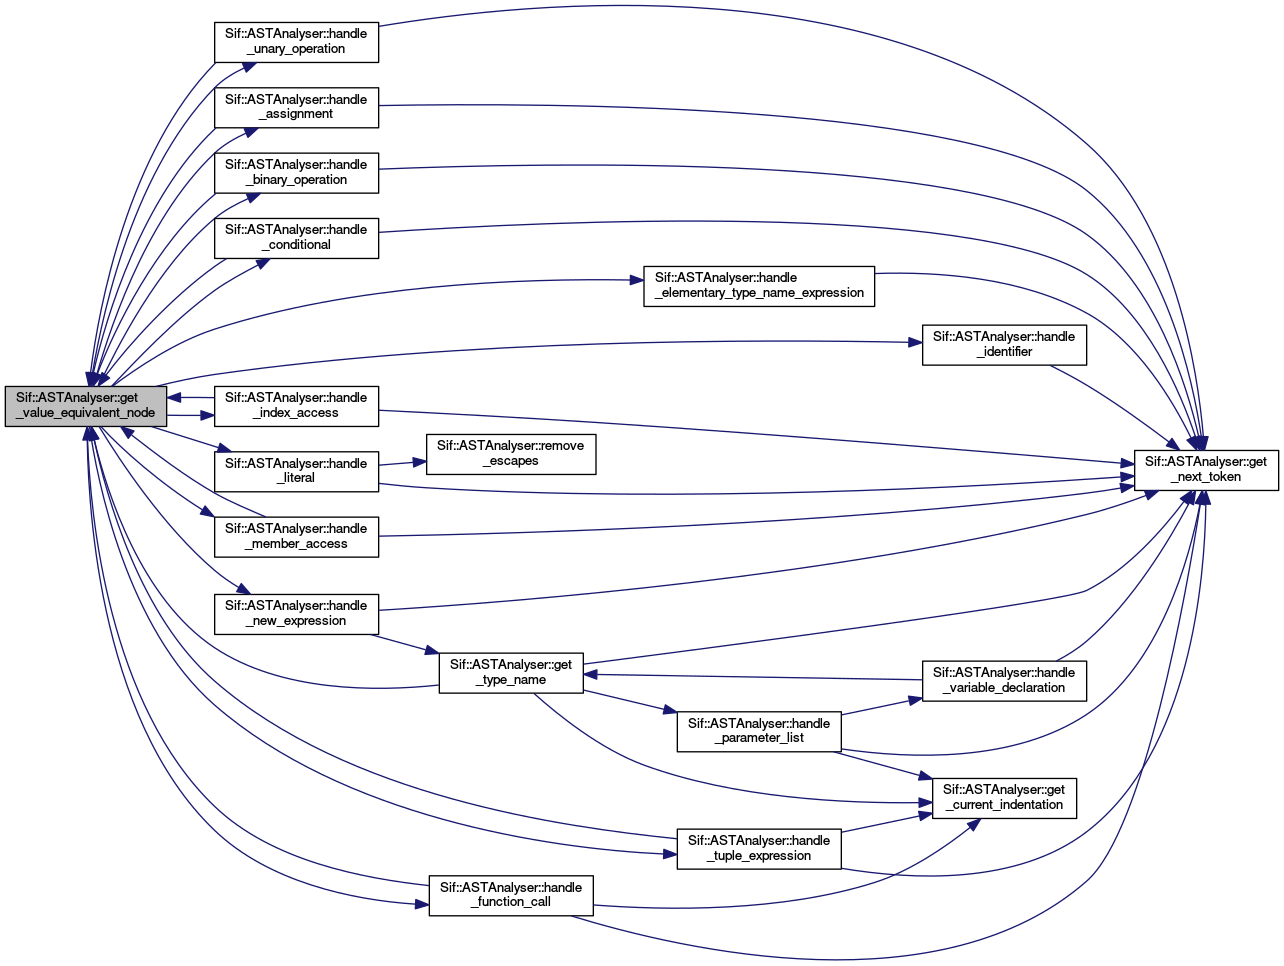 Sif::ASTAnalyser::handle
_unary_operation
Sif::ASTAnalyser::handle
_assignment
Sif::ASTAnalyser::handle
_binary_operation
Sif::ASTAnalyser::handle
_conditional
Sif::ASTAnalyser::handle
_elementary_type_name_expression
Sif::ASTAnalyser::handle
_identifier
Sif::ASTAnalyser::get
_value_equivalent_node
Sif::ASTAnalyser::handle
_index_access
Sif::ASTAnalyser::remove
_escapes
Sif::ASTAnalyser::handle
_literal
Sif::ASTAnalyser::get
_next_token
Sif::ASTAnalyser::handle
_member_access
Sif::ASTAnalyser::handle
_new_expression
Sif::ASTAnalyser::get
_type_name
Sif::ASTAnalyser::handle
_variable_declaration
Sif::ASTAnalyser::handle
_parameter_list
Sif::ASTAnalyser::get
_current_indentation
Sif::ASTAnalyser::handle
_tuple_expression
Sif::ASTAnalyser::handle
_function_call